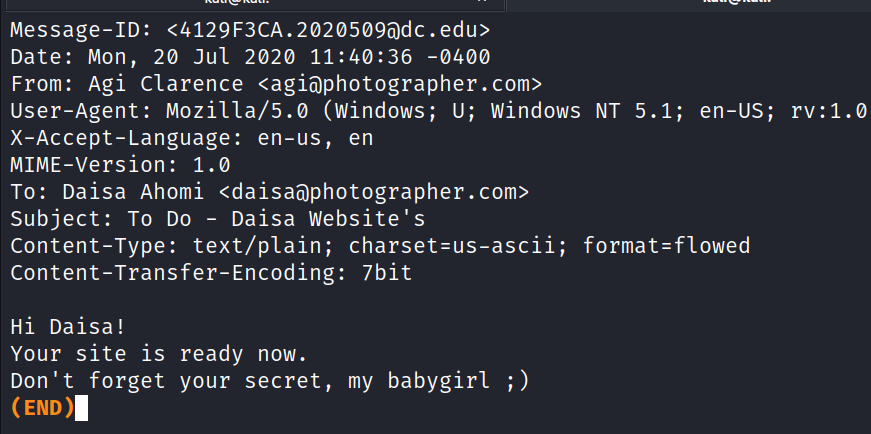 Message-ID: <4129F3CA.2020509@dc.edu>
Date: Mon, 20 Jul 2020 11:40:36 -0400
From: Agi Clarence <agi@photographer.com>
User-Agent: Mozilla/5.0 (Windows; U; Windows NT 5.1; en-US; rv:1.0
X-Accept-Language: en-us, en
MIME-Version: 1.0
To: Daisa Ahomi <daisa@photographer.com>
Subject: To Do - Daisa Website's
Content-Type: text/plain; charset=us-ascii; format=flowed
Content-Transfer-Encoding: 7bit

Hi Daisa!
Your site is ready now.
Don't forget your secret, my babygirl ;)
(END)